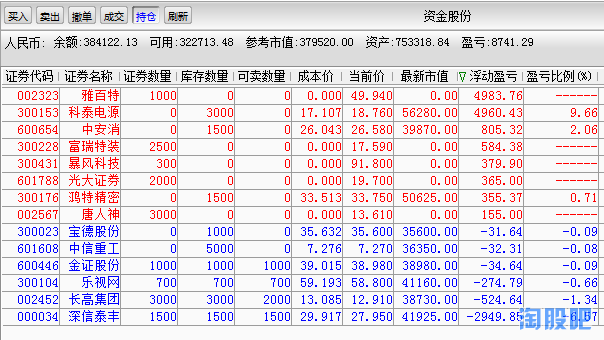 买入 卖出 撤单 成交 持仓 刷新 资金股份
人民币: 余额:384122.13 可用:322713.48 参考市值:379520.00 资产:753318.84 盈亏:8741.29
证券代码 证券名称 证券数量 库存数量 可卖数量 成本价 当前价 最新市值 浮动盈亏 盈亏比例(%)
002323 雅百特 1000 0 0 0.000 49.940 0.00 4983.76 ------
300153 科泰电源 0 3000 0 17.107 18.760 56280.00 4960.43 9.66
600654 中安消 0 1500 0 26.043 26.580 39870.00 805.32 2.06
300228 富瑞特装 2500 0 0 0.000 17.590 0.00 584.38 ------
300431 暴风科技 300 0 0 0.000 91.800 0.00 379.90 ------
601788 光大证券 2000 0 0 0.000 19.700 0.00 365.00 ------
300176 鸿特精密 0 1500 0 33.513 33.750 50625.00 355.37 0.71
002567 唐人神 3000 0 0 0.000 13.610 0.00 155.00 ------
300023 宝德股份 0 1000 0 35.632 35.600 35600.00 -31.64 -0.09
601608 中信重工 0 5000 0 7.276 7.270 36350.00 -32.31 -0.08
600446 金证股份 1000 1000 1000 39.015 38.980 38980.00 -34.64 -0.09
300104 乐视网 700 700 700 59.193 58.800 41160.00 -274.79 -0.66
002452 长高集团 3000 3000 2000 13.085 12.910 38730.00 -524.64 -1.34
000034 深信泰丰 1500 1500 1500 29.917 27.950 41925.00 -2949.85 -6.57
淘股吧